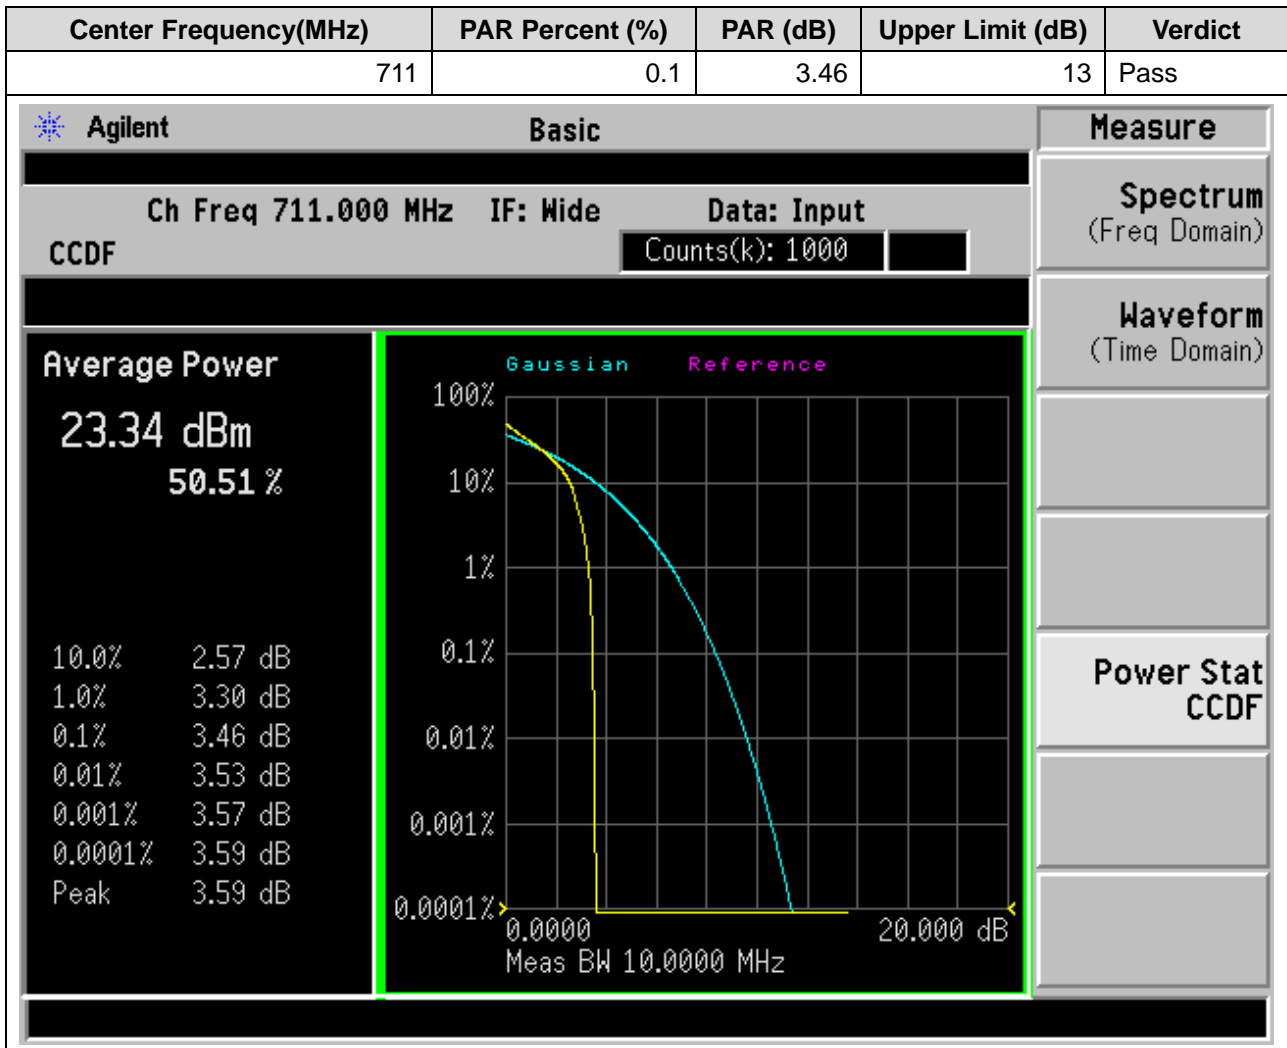 Center Frequency(MHz) PAR Percent (%) PAR (dB) Upper Limit (dB) Verdict
711 0.1 3.46 13 Pass
Agilent Basic Measure
Ch Freq 711.000 MHz IF: Wide Data: Input
CCDF Counts(k): 1000
Spectrum
(Freq Domain)
Waveform
(Time Domain)
Power Stat
CCDF
Average Power
23.34 dBm
50.51 %
10.0% 2.57 dB
1.0% 3.30 dB
0.1% 3.46 dB
0.01% 3.53 dB
0.001% 3.57 dB
0.0001% 3.59 dB
Peak 3.59 dB
Gaussian Reference
100%
10%
1%
0.1%
0.01%
0.001%
0.0001%
0.0000 20.000 dB
Meas BW 10.0000 MHz